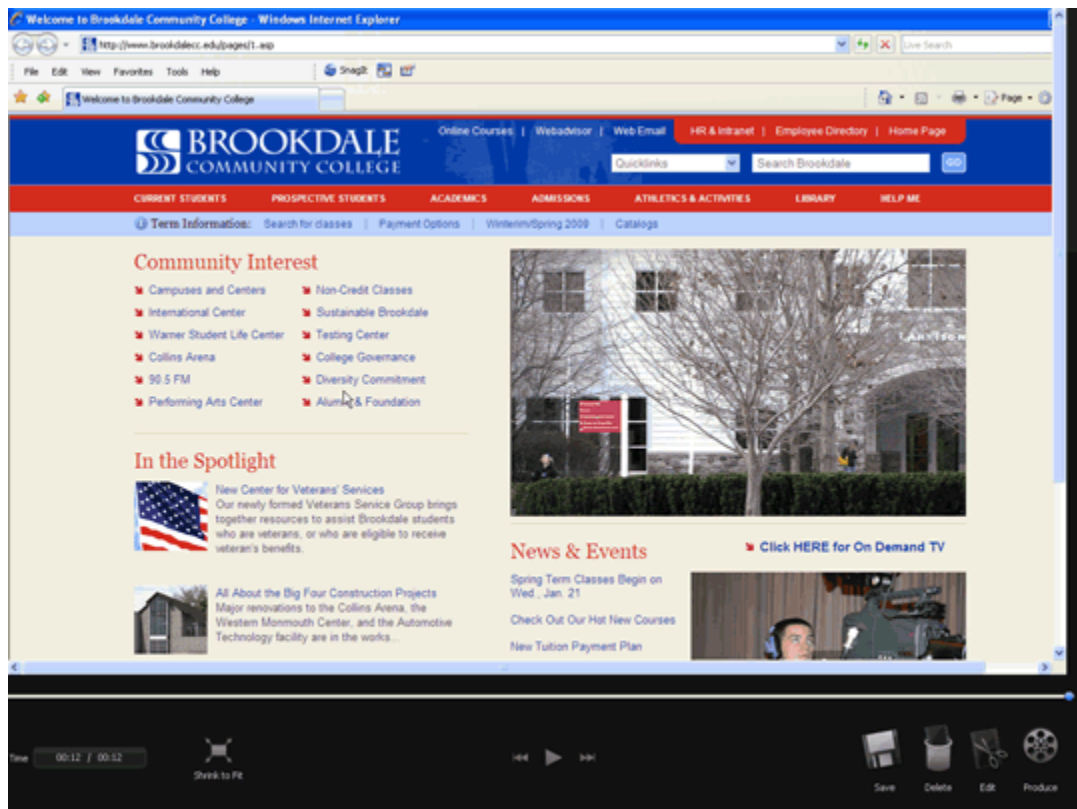 Welcome to Brookdale Community College - Windows Internet Explorer
http://www.brookdalecc.edu/pages/1.asp
Live Search
File Edit View Favorites Tools Help
SnagIt
Welcome to Brookdale Community College
Page
BROOKDALE
COMMUNITY COLLEGE
Online Courses | Webadvisor | Web Email
HR & Intranet | Employee Directory | Home Page
Quicklinks
Search Brookdale
GO
CURRENT STUDENTS PROSPECTIVE STUDENTS ACADEMICS ADMISSIONS ATHLETICS & ACTIVITIES LIBRARY HELP ME
Term Information: Search for classes | Payment Options | Winterim/Spring 2009 | Catalogs
Community Interest
Campuses and Centers
International Center
Warner Student Life Center
Collins Arena
90.5 FM
Performing Arts Center
Non-Credit Classes
Sustainable Brookdale
Testing Center
College Governance
Diversity Commitment
Alumni & Foundation
In the Spotlight
New Center for Veterans' Services
Our newly formed Veterans Service Group brings
together resources to assist Brookdale students
who are veterans, or who are eligible to receive
veteran's benefits.
All About the Big Four Construction Projects
Major renovations to the Collins Arena, the
Western Monmouth Center, and the Automotive
Technology facility are in the works...
News & Events
Click HERE for On Demand TV
Spring Term Classes Begin on
Wed., Jan. 21
Check Out Our Hot New Courses
New Tuition Payment Plan
Time 00:12 / 00:12
Shrink to Fit
Save Delete Edit Produce